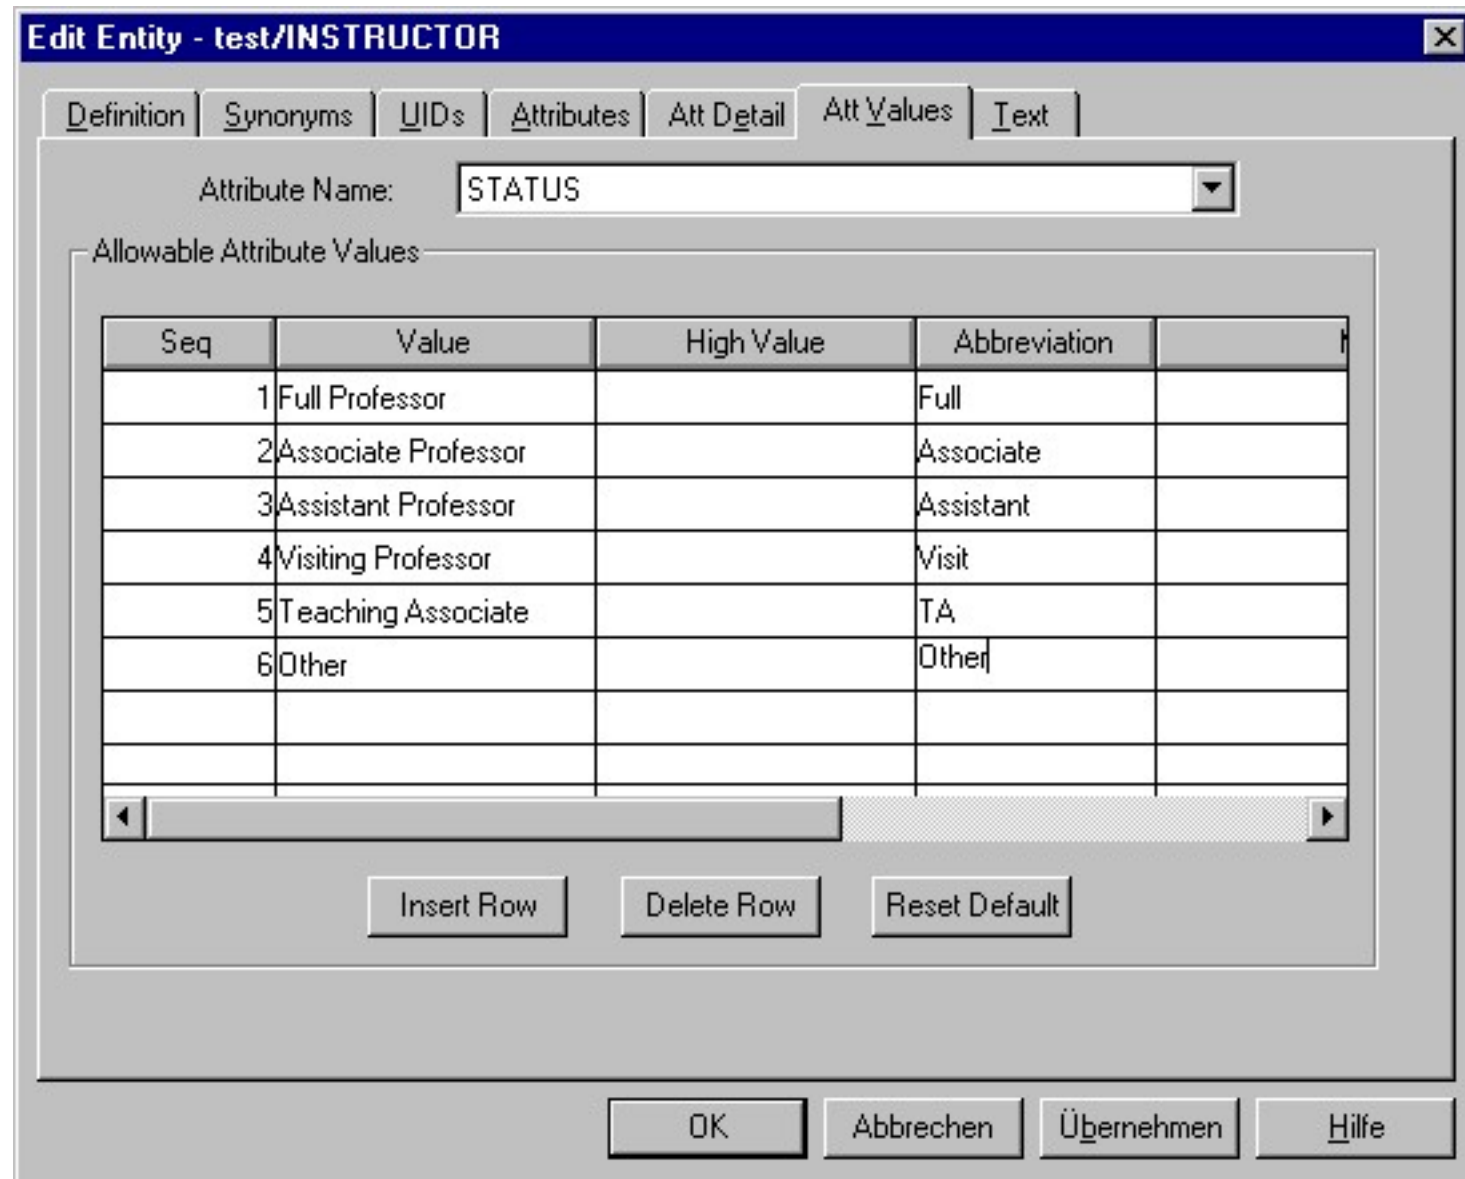 Edit Entity - test/INSTRUCTOR
Definition Synonyms UIDs Attributes Att Detail Att Values Text
Attribute Name: STATUS
Allowable Attribute Values
Seq Value High Value Abbreviation
1 Full Professor Full
2 Associate Professor Associate
3 Assistant Professor Assistant
4 Visiting Professor Visit
5 Teaching Associate TA
6 Other Other
Insert Row Delete Row Reset Default
OK Abbrechen Übernehmen Hilfe